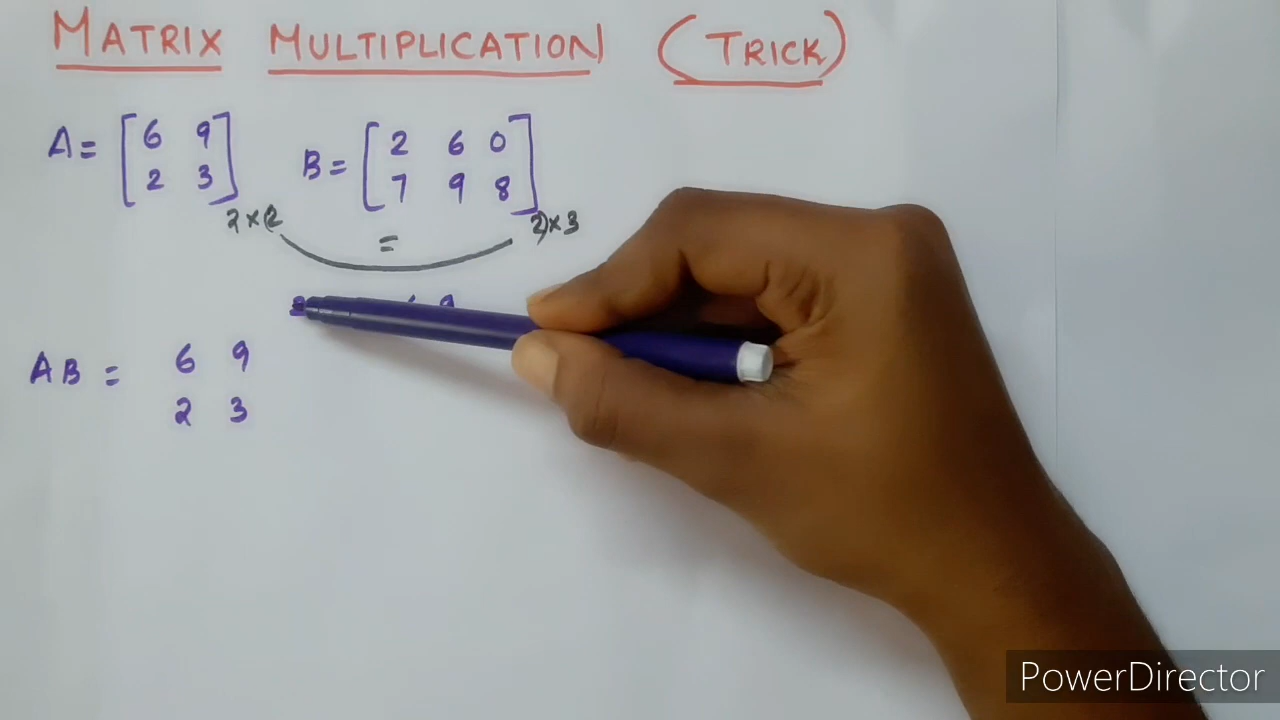 MATRIX MULTIPLICATION (TRICK)
A = [6 9
2 3] 2×2
B = [2 6 0
7 9 8] 2×3
=
AB = 6 9
2 3
PowerDirector